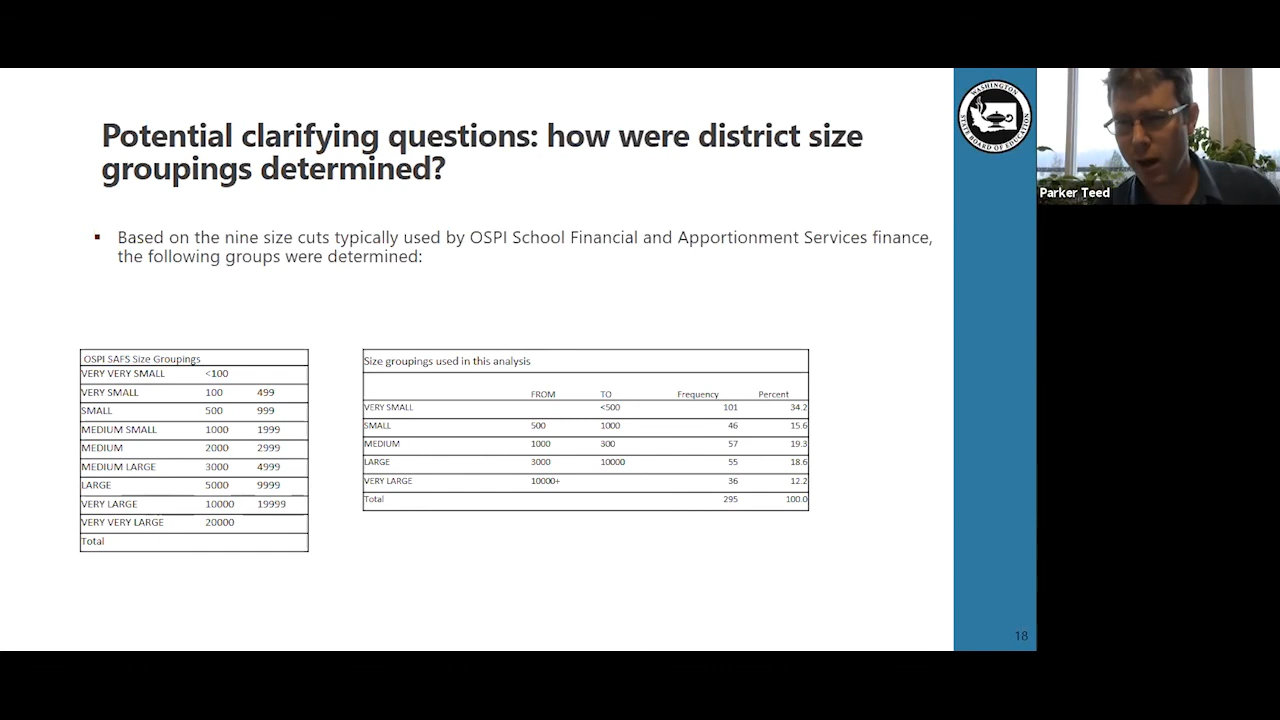 Potential clarifying questions: how were district size
groupings determined?
▪ Based on the nine size cuts typically used by OSPI School Financial and Apportionment Services finance,
the following groups were determined:
OSPI SAFS Size Groupings
VERY VERY SMALL <100
VERY SMALL 100 499
SMALL 500 999
MEDIUM SMALL 1000 1999
MEDIUM 2000 2999
MEDIUM LARGE 3000 4999
LARGE 5000 9999
VERY LARGE 10000 19999
VERY VERY LARGE 20000
Total
Size groupings used in this analysis
FROM TO Frequency Percent
VERY SMALL <500 101 34.2
SMALL 500 1000 46 15.6
MEDIUM 1000 300 57 19.3
LARGE 3000 10000 55 18.6
VERY LARGE 10000+ 36 12.2
Total 295 100.0
WASHINGTON
STATE BOARD OF EDUCATION
Parker Teed
18